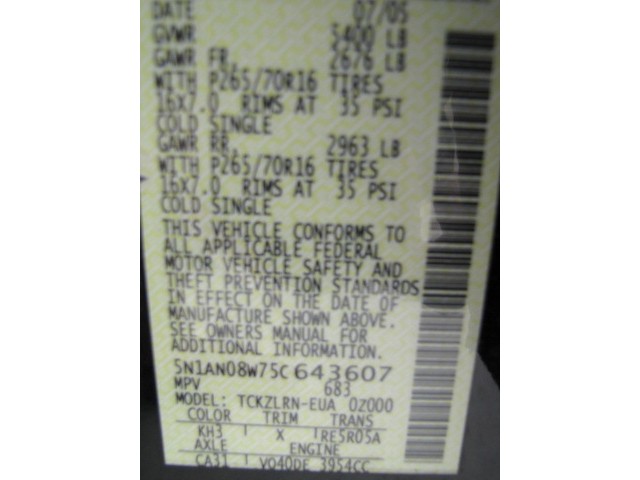 DATE 07/05
GVWR 5400 LB
GAWR FR. 2676 LB
WITH P265/70R16 TIRES
16X7.0 RIMS AT 35 PSI
COLD SINGLE
GAWR RR. 2963 LB
WITH P265/70R16 TIRES
16X7.0 RIMS AT 35 PSI
COLD SINGLE
THIS VEHICLE CONFORMS TO
ALL APPLICABLE FEDERAL
MOTOR VEHICLE SAFETY AND
THEFT PREVENTION STANDARDS
IN EFFECT ON THE DATE OF
MANUFACTURE SHOWN ABOVE.
SEE OWNERS MANUAL FOR
ADDITIONAL INFORMATION.
5N1AN08W75C643607
MPV 683
MODEL: TCKZLRN-EUA 0Z000
COLOR TRIM TRANS
KH3 X RE5R05A
AXLE ENGINE
CA31 VQ40DE 3954CC